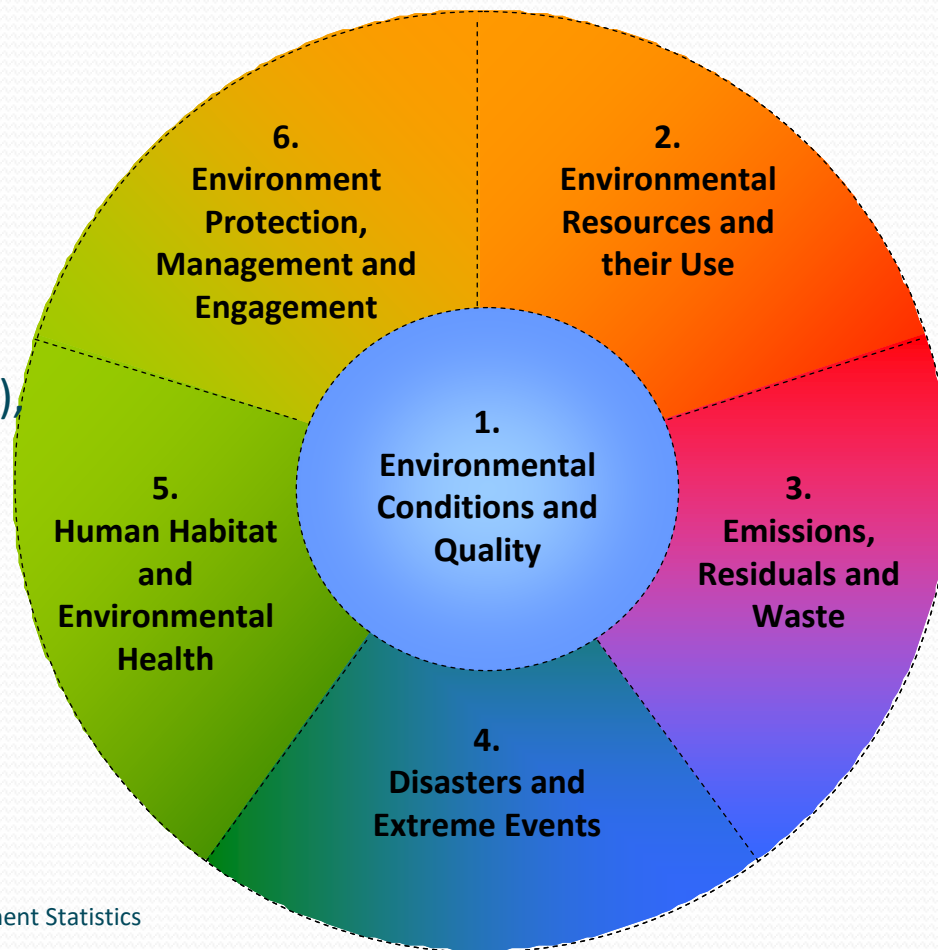 6.
Environment
Protection,
Management and
Engagement
2.
Environmental
Resources and
their Use
),
1.
Environmental
Conditions and
Quality
5.
Human Habitat
and
Environmental
Health
3.
Emissions,
Residuals and
Waste
4.
Disasters and
Extreme Events
ment Statistics